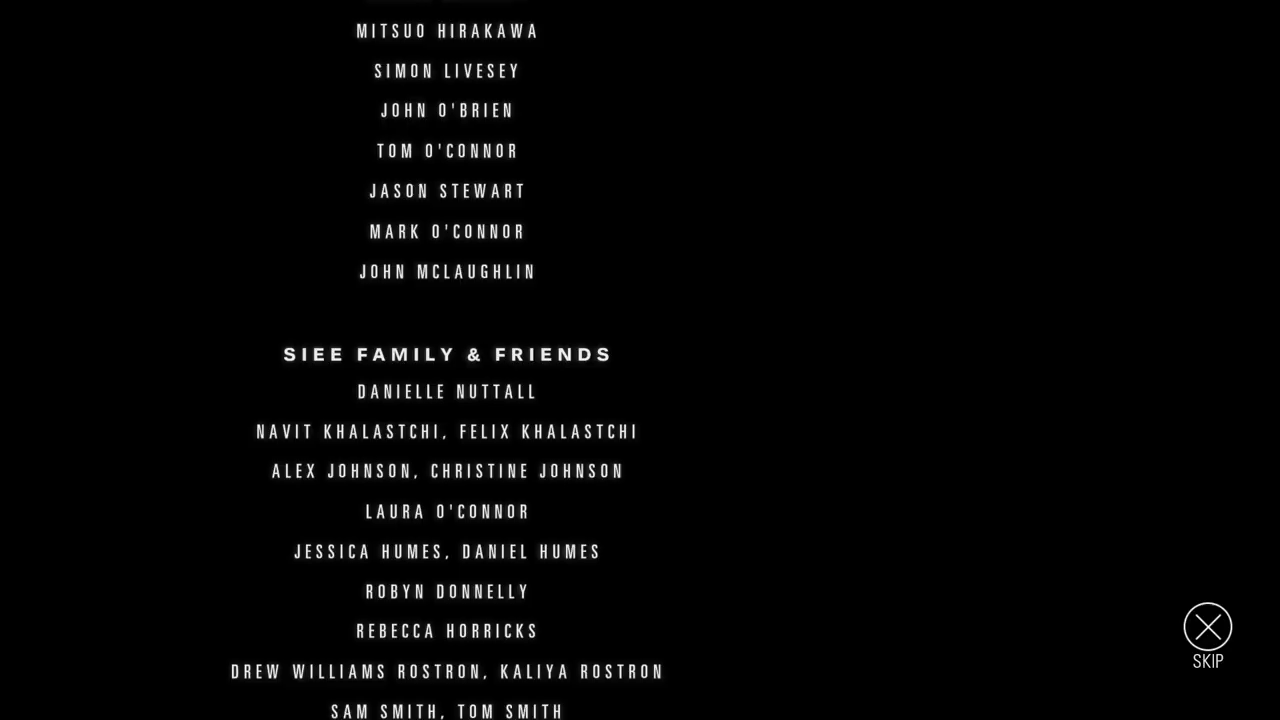 MITSUO HIRAKAWA
SIMON LIVESEY
JOHN O'BRIEN
TOM O'CONNOR
JASON STEWART
MARK O'CONNOR
JOHN MCLAUGHLIN
SIEE FAMILY & FRIENDS
DANIELLE NUTTALL
NAVIT KHALASTCHI, FELIX KHALASTCHI
ALEX JOHNSON, CHRISTINE JOHNSON
LAURA O'CONNOR
JESSICA HUMES, DANIEL HUMES
ROBYN DONNELLY
REBECCA HORRICKS
DREW WILLIAMS ROSTRON, KALIYA ROSTRON
SAM SMITH, TOM SMITH
SKIP